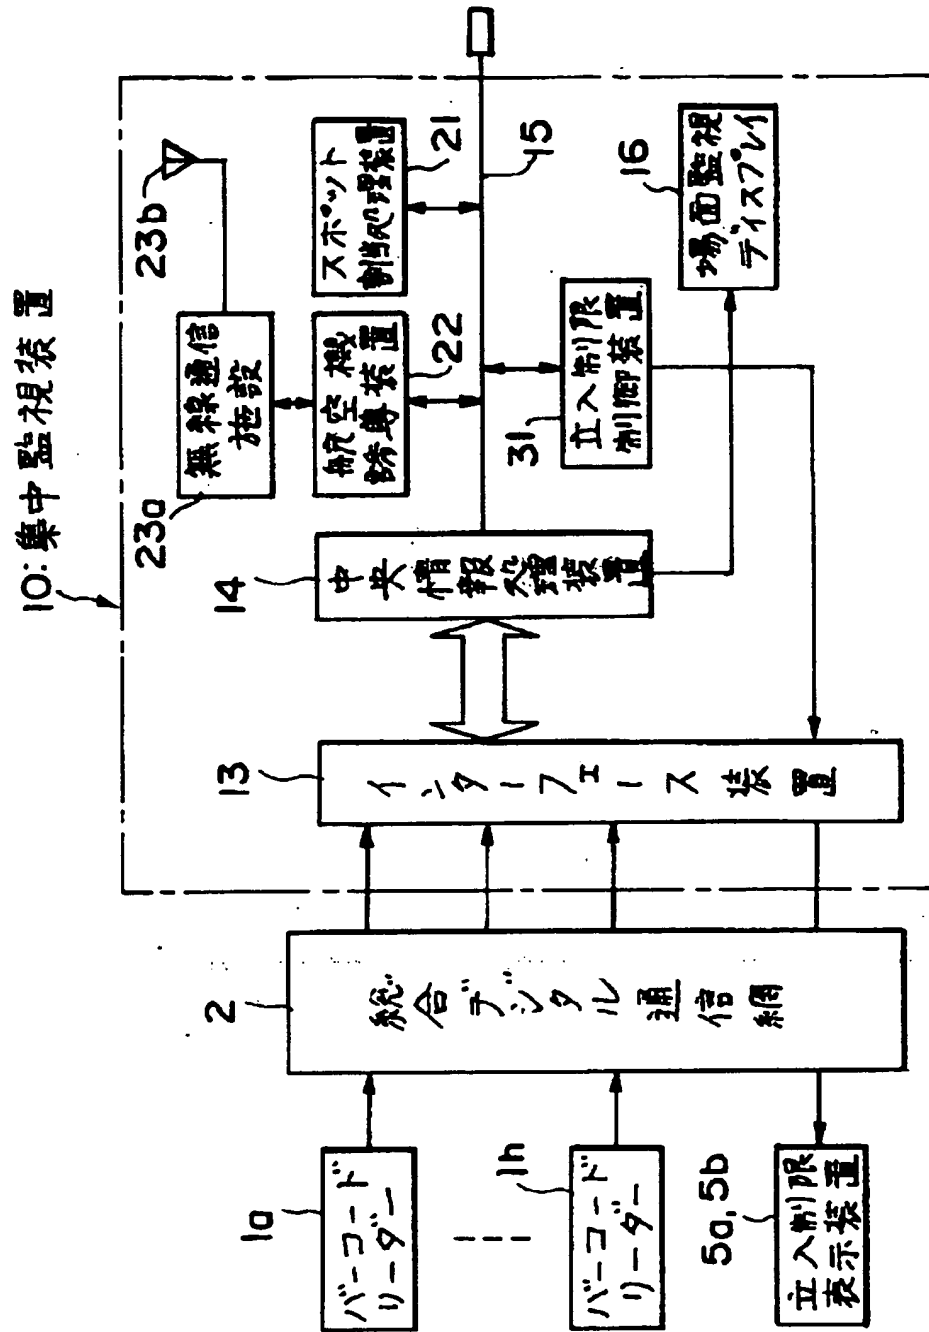 10:集中監視装置
23b
無線通信
施設
23a
スポット
割当処理装置
21
航空機
誘導装置
22
15
14
中央情報処理装置
31
立入制限
制御装置
16
場面監視
ディスプレイ
13
インターフェース装置
2
総合デジタル通信網
1a
バーコード
リーダー
1h
バーコード
リーダー
5a,5b
立入制限
表示装置